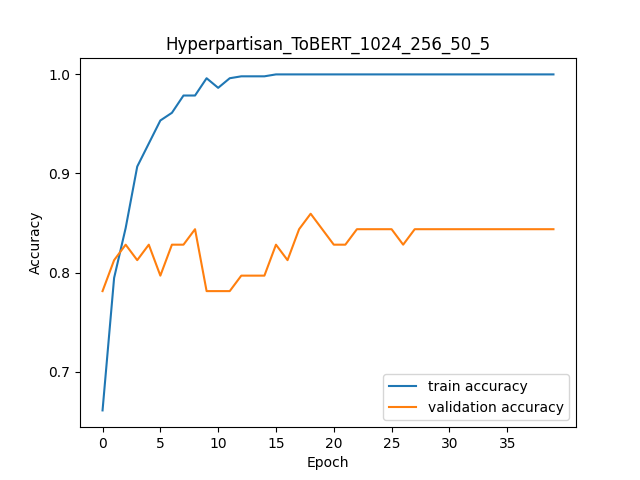 Hyperpartisan_ToBERT_1024_256_50_5
1.0
0.9
0.8
0.7
Accuracy
train accuracy
validation accuracy
0 5 10 15 20 25 30 35
Epoch